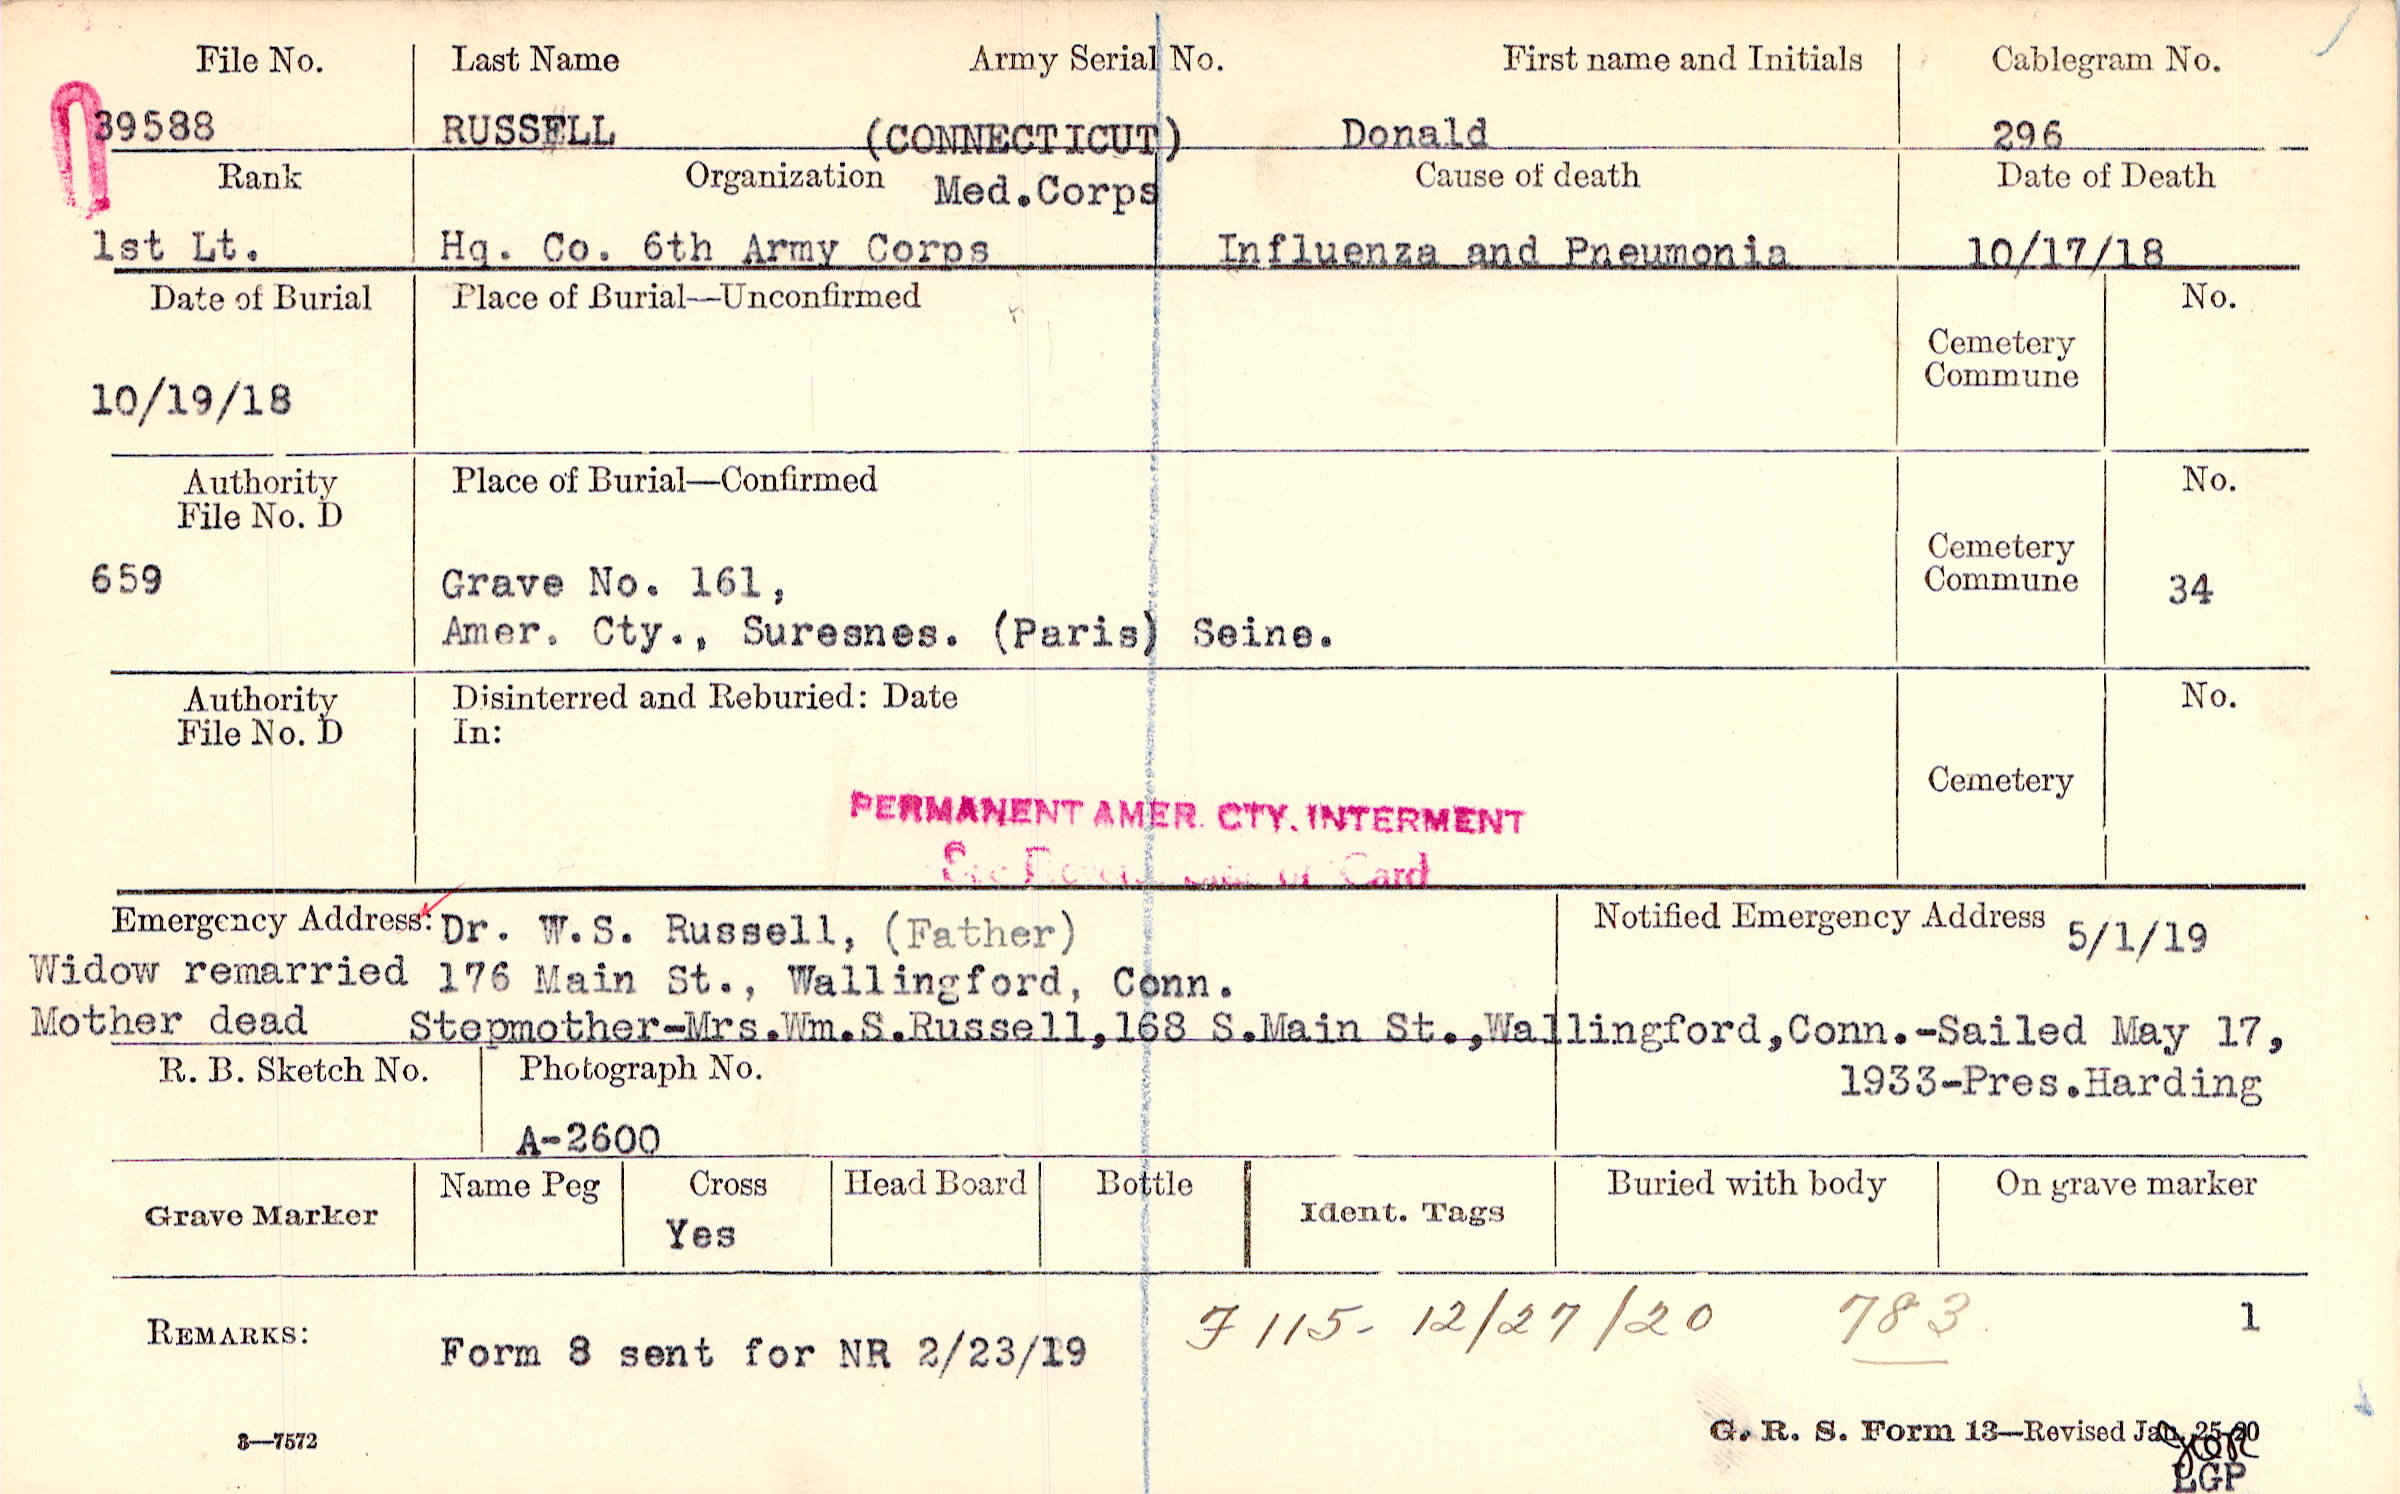 File No. Last Name Army Serial No. First name and Initials Cablegram No.
39588 RUSSELL (CONNECTICUT) Donald 296
Rank Organization Med.Corps Cause of death Date of Death
1st Lt. Hq. Co. 6th Army Corps Influenza and Pneumonia 10/17/18
Date of Burial Place of Burial—Unconfirmed No.
Cemetery
Commune
10/19/18
Authority Place of Burial—Confirmed No.
File No. D
Cemetery
659 Grave No. 161, Commune 34
Amer. Cty., Suresnes. (Paris) Seine.
Authority Disinterred and Reburied: Date No.
File No. D In:
Cemetery
PERMANENT AMER. CTY. INTERMENT
Card
Emergency Address: Dr. W.S. Russell, (Father) Notified Emergency Address 5/1/19
Widow remarried 176 Main St., Wallingford, Conn.
Mother dead Stepmother-Mrs.Wm.S.Russell,168 S.Main St.,Wallingford,Conn.-Sailed May 17,
R. B. Sketch No. Photograph No. 1933-Pres.Harding
A-2600
Grave Marker Name Peg Cross Head Board Bottle Ident. Tags Buried with body On grave marker
Yes
REMARKS: Form 8 sent for NR 2/23/19 F 115- 12/27/20 783 1
3—7572 G. R. S. Form 13—Revised Jan. 25-20
LGP